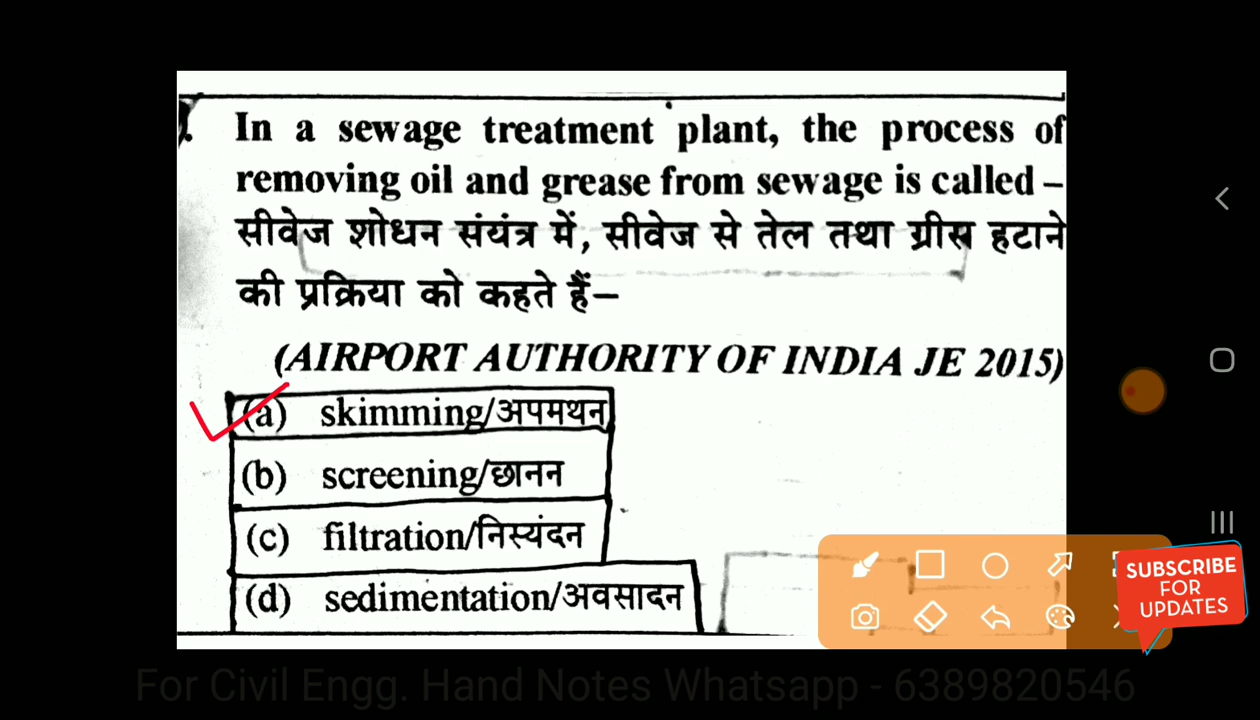 In a sewage treatment plant, the process of
removing oil and grease from sewage is called –
सीवेज शोधन संयंत्र में, सीवेज से तेल तथा ग्रीस हटाने
की प्रक्रिया को कहते हैं–
(AIRPORT AUTHORITY OF INDIA JE 2015)
(a) skimming/अपमथन
(b) screening/छानन
(c) filtration/निस्यंदन
(d) sedimentation/अवसादन
SUBSCRIBE
FOR
UPDATES
For Civil Engg. Hand Notes Whatsapp - 6389820546